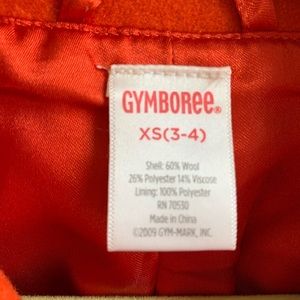 GYMBOREE®
XS(3-4)
Shell: 60% Wool
26% Polyester 14% Viscose
Lining: 100% Polyester
RN 70530
Made in China
©2009 GYM-MARK, INC.